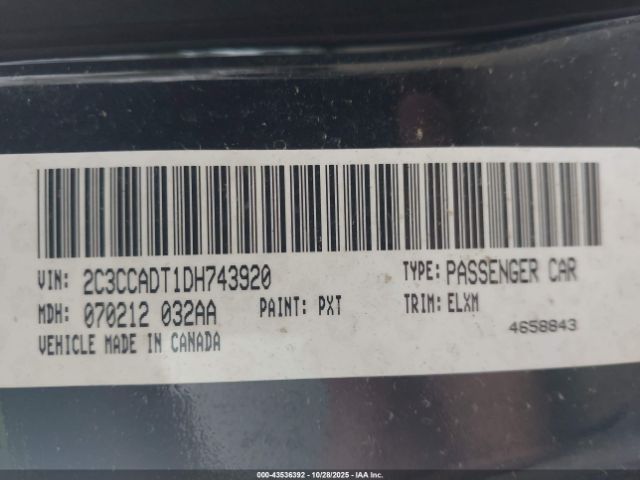 VIN: 2C3CCADT1DH743920 TYPE: PASSENGER CAR
MDH: 070212 032AA PAINT: PXT TRIM: ELXM
VEHICLE MADE IN CANADA 4658843
000-43536392 - 10/28/2025 - IAA Inc.